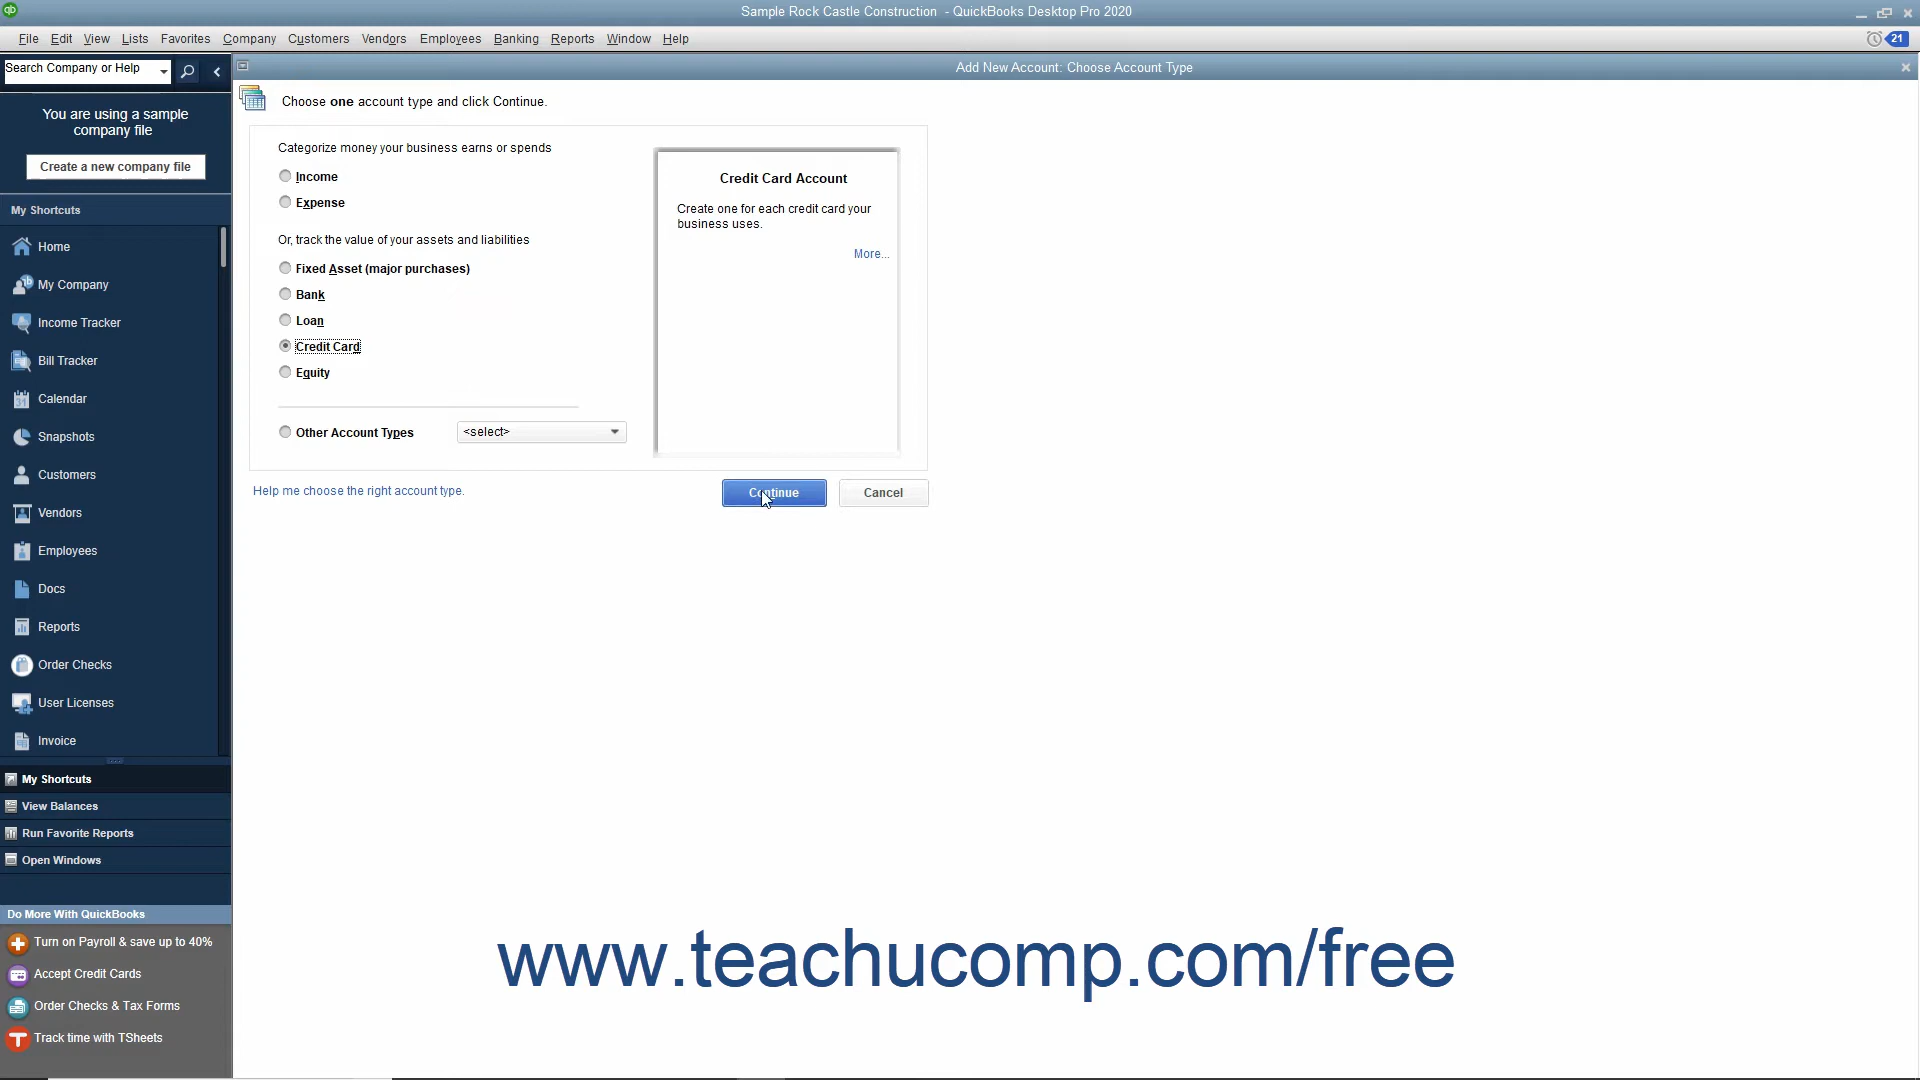 qb
Sample Rock Castle Construction - QuickBooks Desktop Pro 2020
File Edit View Lists Favorites Company Customers Vendors Employees Banking Reports Window Help
21
Search Company or Help
Add New Account: Choose Account Type
You are using a sample
company file
Create a new company file
My Shortcuts
Home
My Company
Income Tracker
Bill Tracker
Calendar
Snapshots
Customers
Vendors
Employees
Docs
Reports
Order Checks
User Licenses
Invoice
My Shortcuts
View Balances
Run Favorite Reports
Open Windows
Do More With QuickBooks
Turn on Payroll & save up to 40%
Accept Credit Cards
Order Checks & Tax Forms
Track time with TSheets
Choose one account type and click Continue.
Categorize money your business earns or spends
Income
Expense
Or, track the value of your assets and liabilities
Fixed Asset (major purchases)
Bank
Loan
Credit Card
Equity
Other Account Types
<select>
Credit Card Account
Create one for each credit card your
business uses.
More...
Help me choose the right account type.
Continue
Cancel
www.teachucomp.com/free